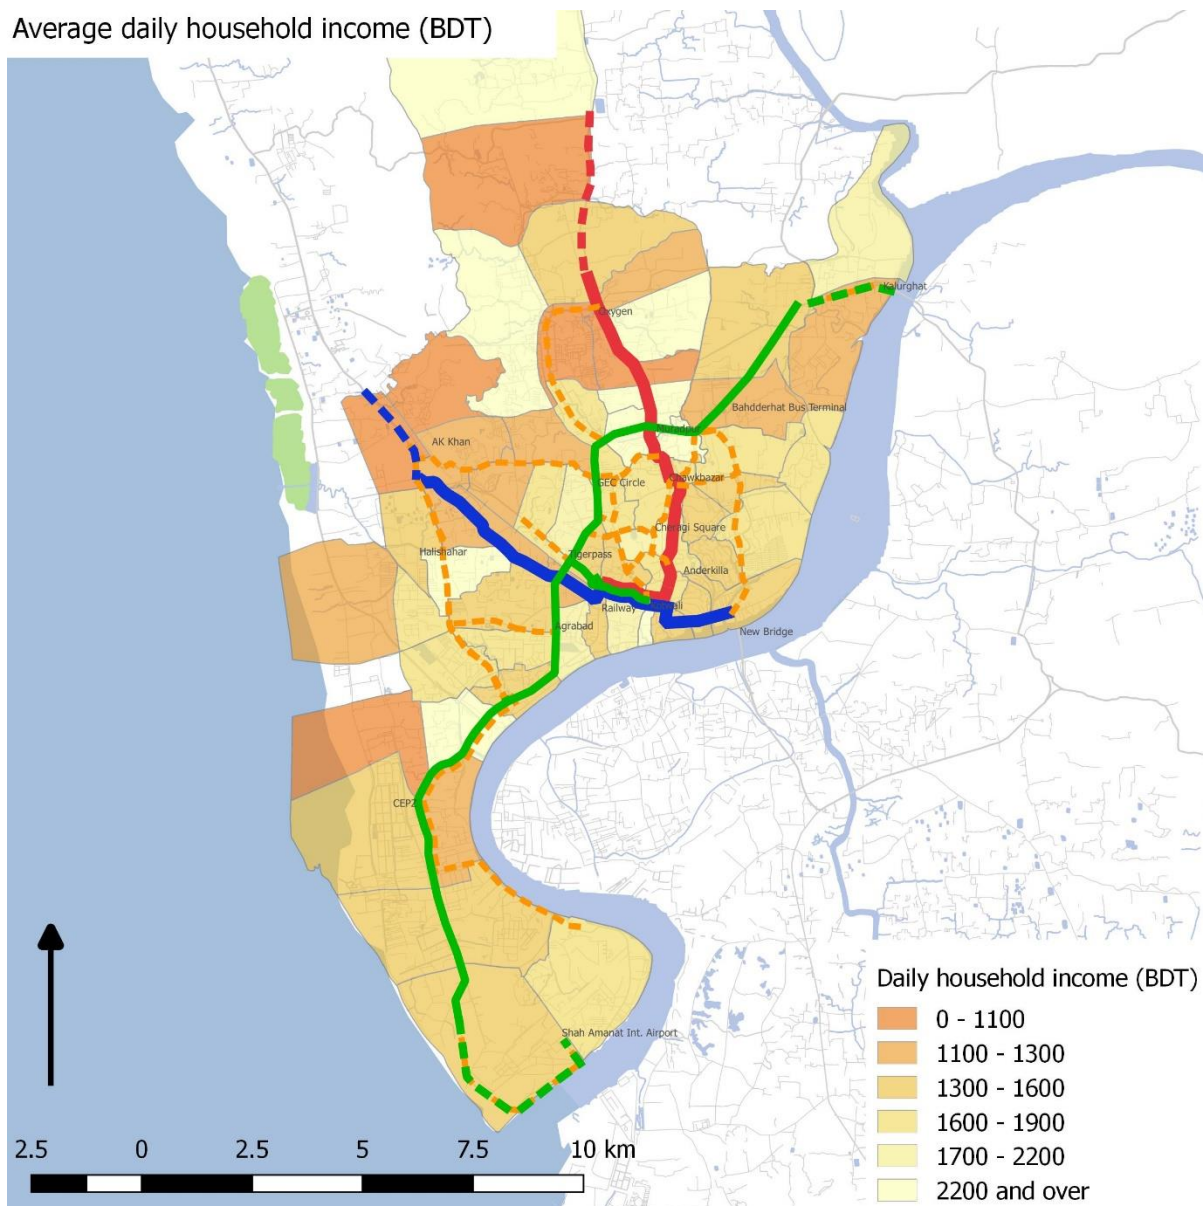 Average daily household income (BDT)
Kalurghat
Oxygen
Bahdderhat Bus Terminal
Muradpur
AK Khan
GEC Circle
Chawkbazar
Cheragi Square
Halishahar
Tigerpass
Anderkilla
Railway
Agrabad
New Bridge
CEPZ
Shah Amanat Int. Airport
Daily household income (BDT)
0 - 1100
1100 - 1300
1300 - 1600
1600 - 1900
1700 - 2200
2200 and over
2.5 0 2.5 5 7.5 10 km